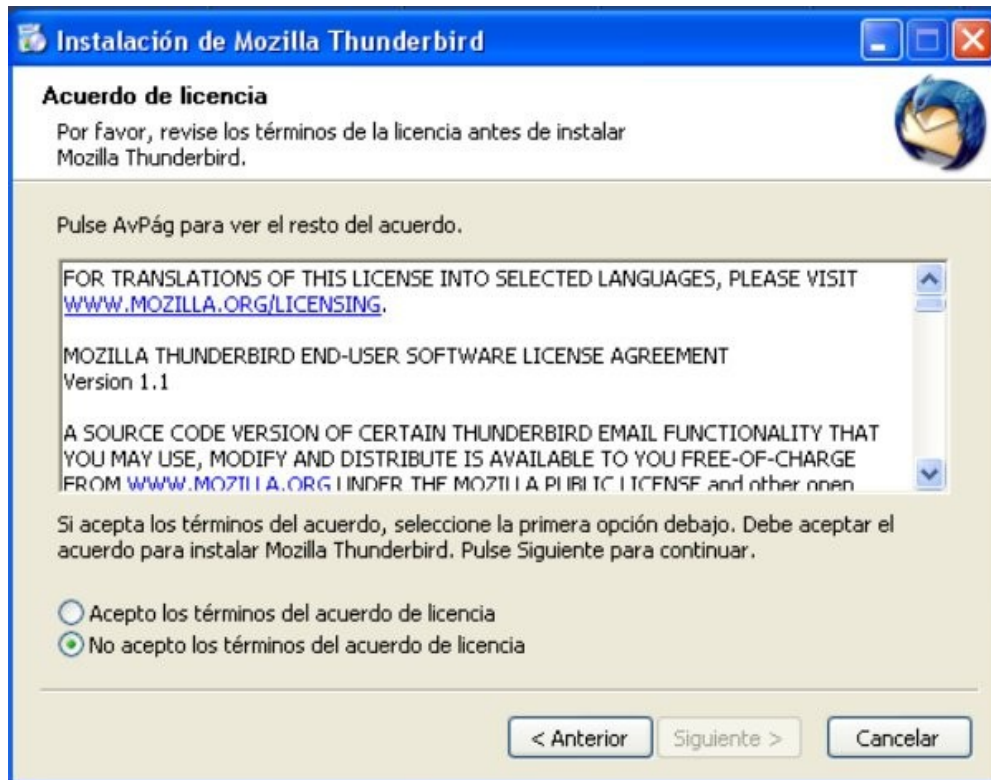 Instalación de Mozilla Thunderbird
Acuerdo de licencia
Por favor, revise los términos de la licencia antes de instalar
Mozilla Thunderbird.
Pulse AvPág para ver el resto del acuerdo.
FOR TRANSLATIONS OF THIS LICENSE INTO SELECTED LANGUAGES, PLEASE VISIT
WWW.MOZILLA.ORG/LICENSING.
MOZILLA THUNDERBIRD END-USER SOFTWARE LICENSE AGREEMENT
Version 1.1
A SOURCE CODE VERSION OF CERTAIN THUNDERBIRD EMAIL FUNCTIONALITY THAT
YOU MAY USE, MODIFY AND DISTRIBUTE IS AVAILABLE TO YOU FREE-OF-CHARGE
FROM WWW.MOZILLA.ORG UNDER THE MOZILLA PUBLIC LICENSE and other open
Si acepta los términos del acuerdo, seleccione la primera opción debajo. Debe aceptar el
acuerdo para instalar Mozilla Thunderbird. Pulse Siguiente para continuar.
Acepto los términos del acuerdo de licencia
No acepto los términos del acuerdo de licencia
< Anterior
Siguiente >
Cancelar